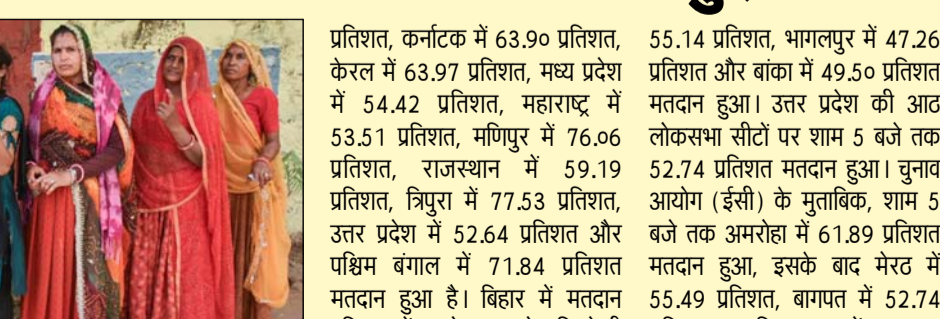 प्रतिशत, कर्नाटक में 63.9० प्रतिशत,
केरल में 63.97 प्रतिशत, मध्य प्रदेश
में 54.42 प्रतिशत, महाराष्ट्र में
53.51 प्रतिशत, मणिपुर में 76.06
प्रतिशत, राजस्थान में 59.19
प्रतिशत, त्रिपुरा में 77.53 प्रतिशत,
उत्तर प्रदेश में 52.64 प्रतिशत और
पश्चिम बंगाल में 71.84 प्रतिशत
मतदान हुआ है। बिहार में मतदान
55.14 प्रतिशत, भागलपुर में 47.26
प्रतिशत और बांका में 49.5० प्रतिशत
मतदान हुआ। उत्तर प्रदेश की आठ
लोकसभा सीटों पर शाम 5 बजे तक
52.74 प्रतिशत मतदान हुआ। चुनाव
आयोग (ईसी) के मुताबिक, शाम 5
बजे तक अमरोहा में 61.89 प्रतिशत
मतदान हुआ, इसके बाद मेरठ में
55.49 प्रतिशत, बागपत में 52.74